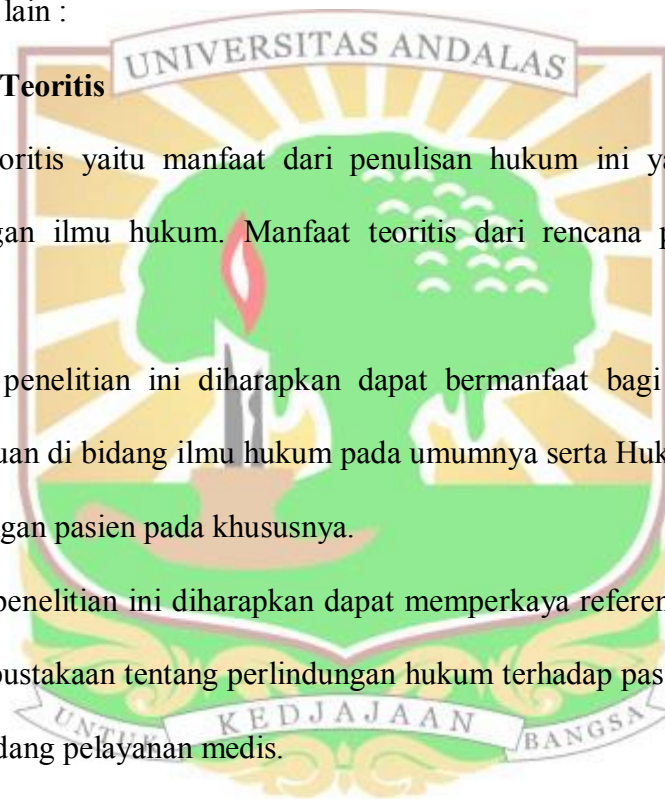 lain :
UNIVERSITAS ANDALAS
Teoritis
oritis yaitu manfaat dari penulisan hukum ini ya
gan ilmu hukum. Manfaat teoritis dari rencana p
penelitian ini diharapkan dapat bermanfaat bagi
uan di bidang ilmu hukum pada umumnya serta Huk
gan pasien pada khususnya.
penelitian ini diharapkan dapat memperkaya referen
pustakaan tentang perlindungan hukum terhadap pas
UNTUK KEDJAJAAN BANGSA
dang pelayanan medis.